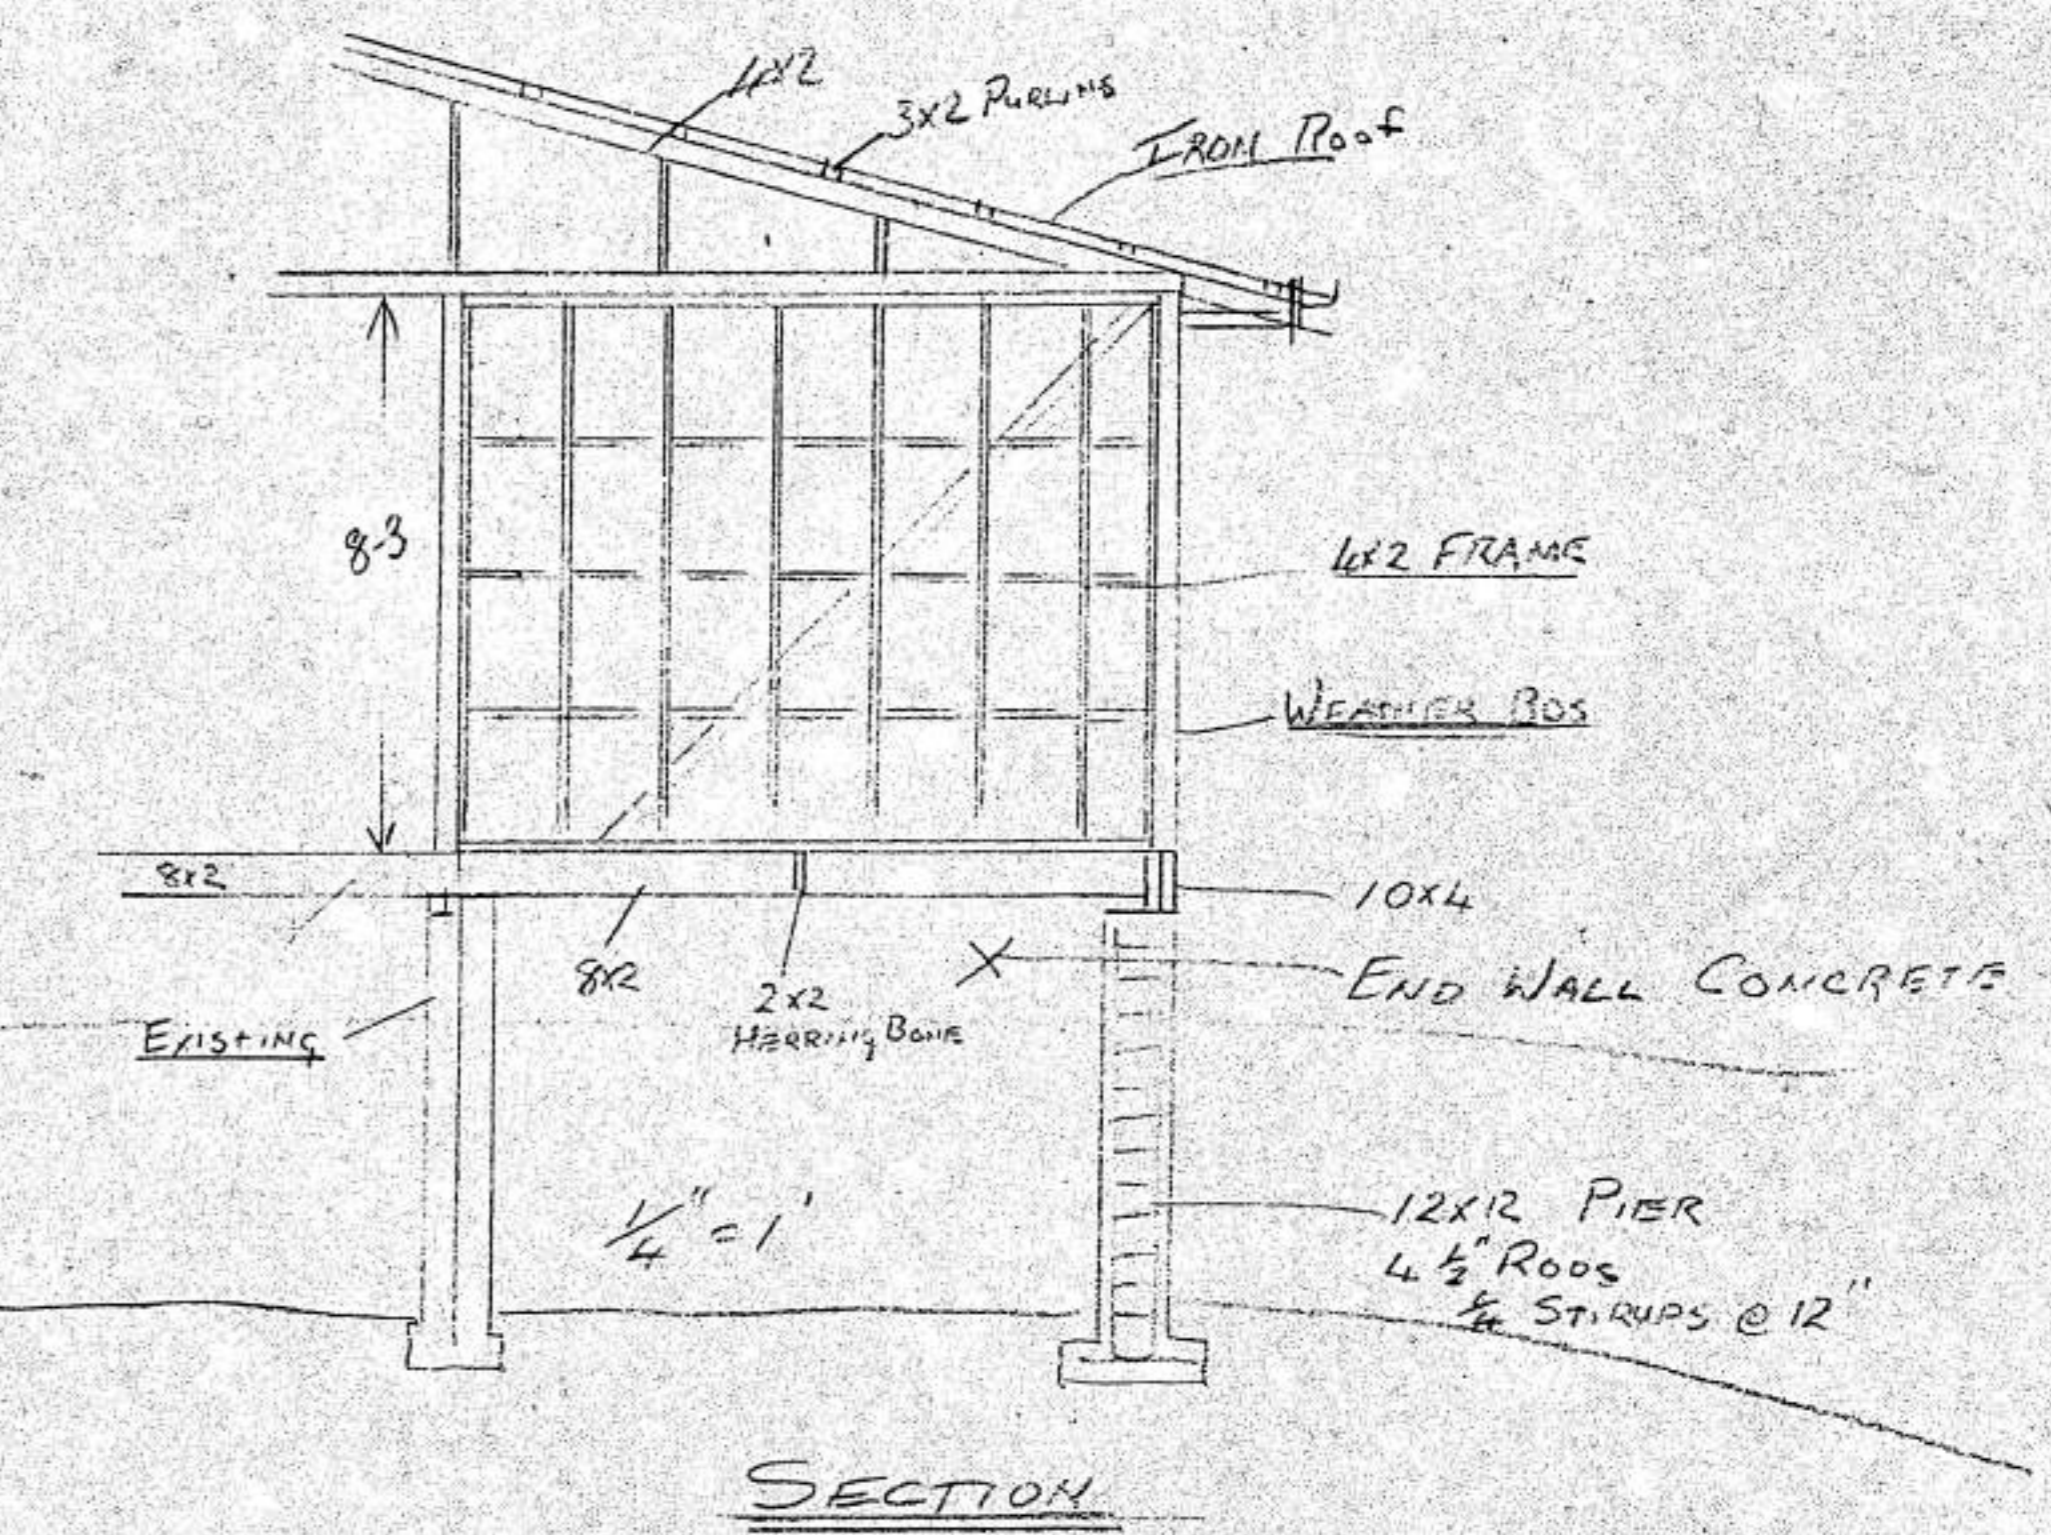 4x2
3x2 PURLINS
IRON ROOF
8-3
4x2 FRAME
WEATHER BDS
8x2
10x4
8x2
2x2
HERRING BONE
END WALL CONCRETE
EXISTING
1/4" = 1'
12x12 PIER
4 1/2" RODS
1/4 STIRUPS @ 12"
SECTION